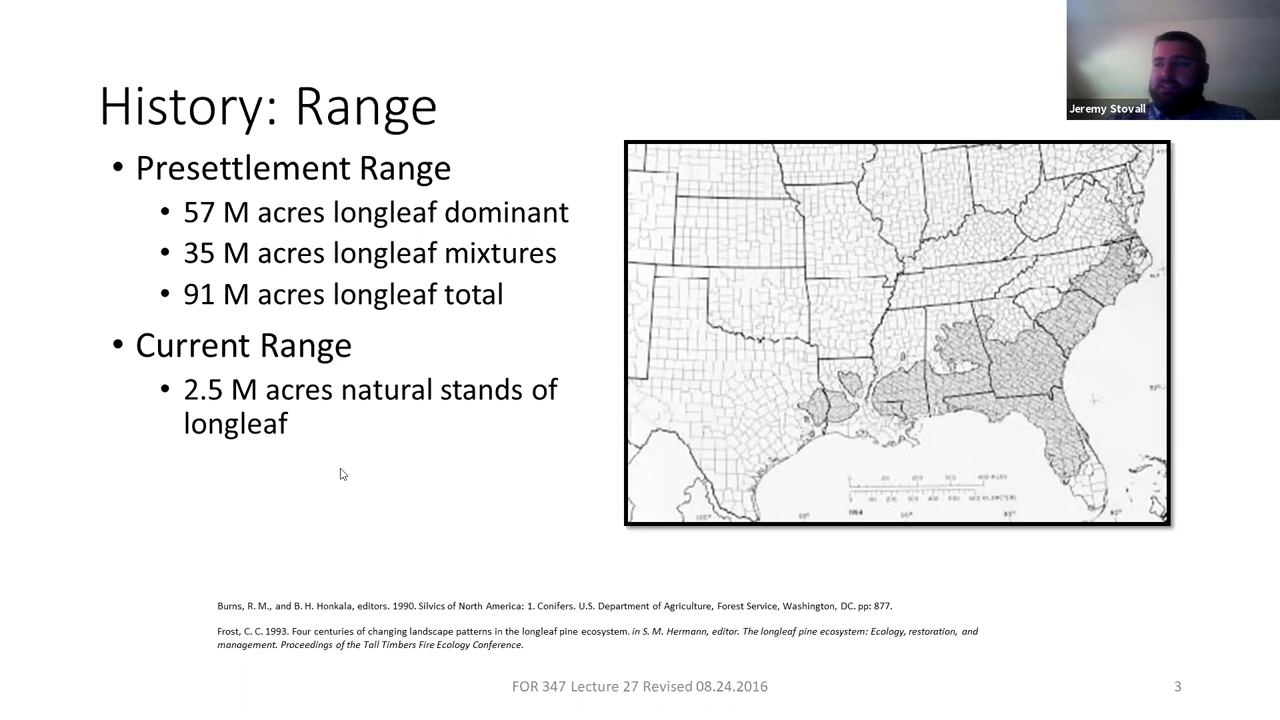 Jeremy Stovall
History: Range
• Presettlement Range
• 57 M acres longleaf dominant
• 35 M acres longleaf mixtures
• 91 M acres longleaf total
• Current Range
• 2.5 M acres natural stands of
longleaf
Burns, R. M., and B. H. Honkala, editors. 1990. Silvics of North America: 1. Conifers. U.S. Department of Agriculture, Forest Service, Washington, DC. pp: 877.
Frost, C. C. 1993. Four centuries of changing landscape patterns in the longleaf pine ecosystem. in S. M. Hermann, editor. The longleaf pine ecosystem: Ecology, restoration, and
management. Proceedings of the Tall Timbers Fire Ecology Conference.
FOR 347 Lecture 27 Revised 08.24.2016
3